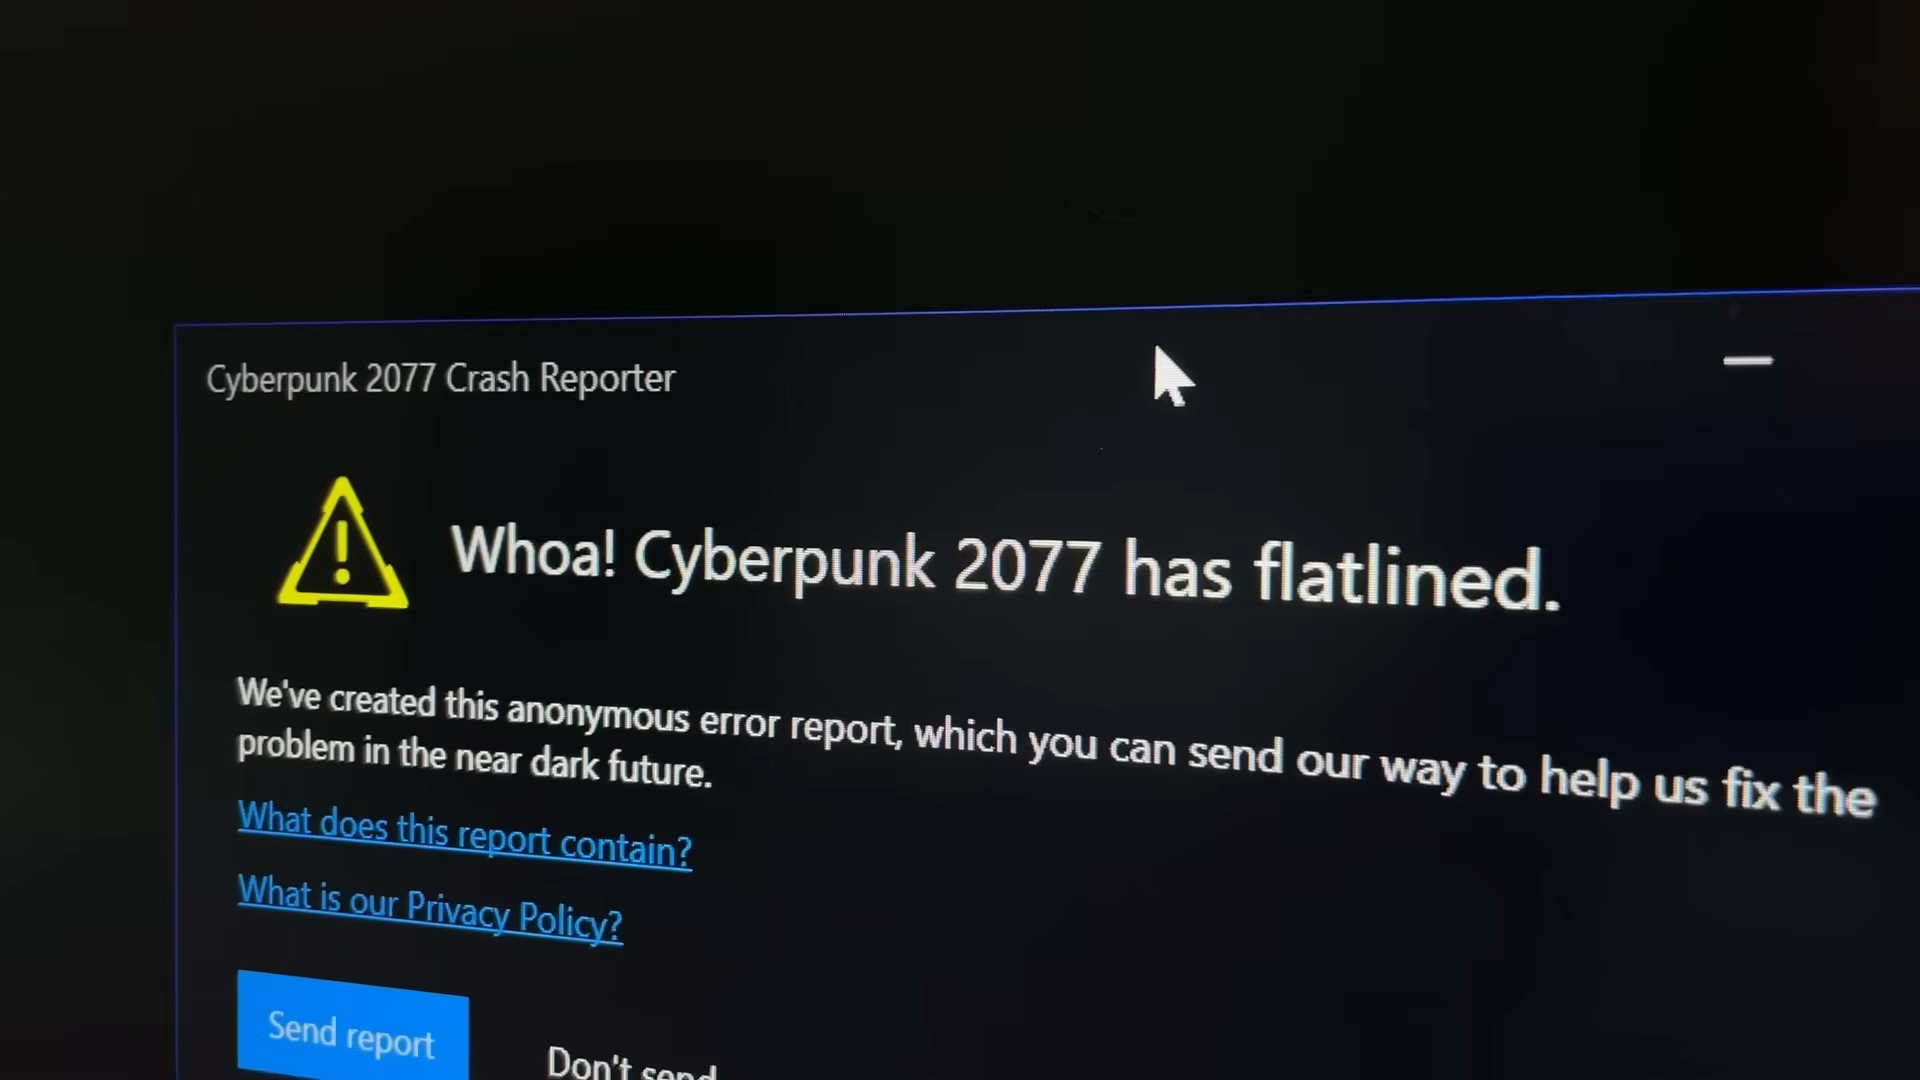 Cyberpunk 2077 Crash Reporter
Whoa! Cyberpunk 2077 has flatlined.
We've created this anonymous error report, which you can send our way to help us fix the
problem in the near dark future.
What does this report contain?
What is our Privacy Policy?
Send report
Don't send